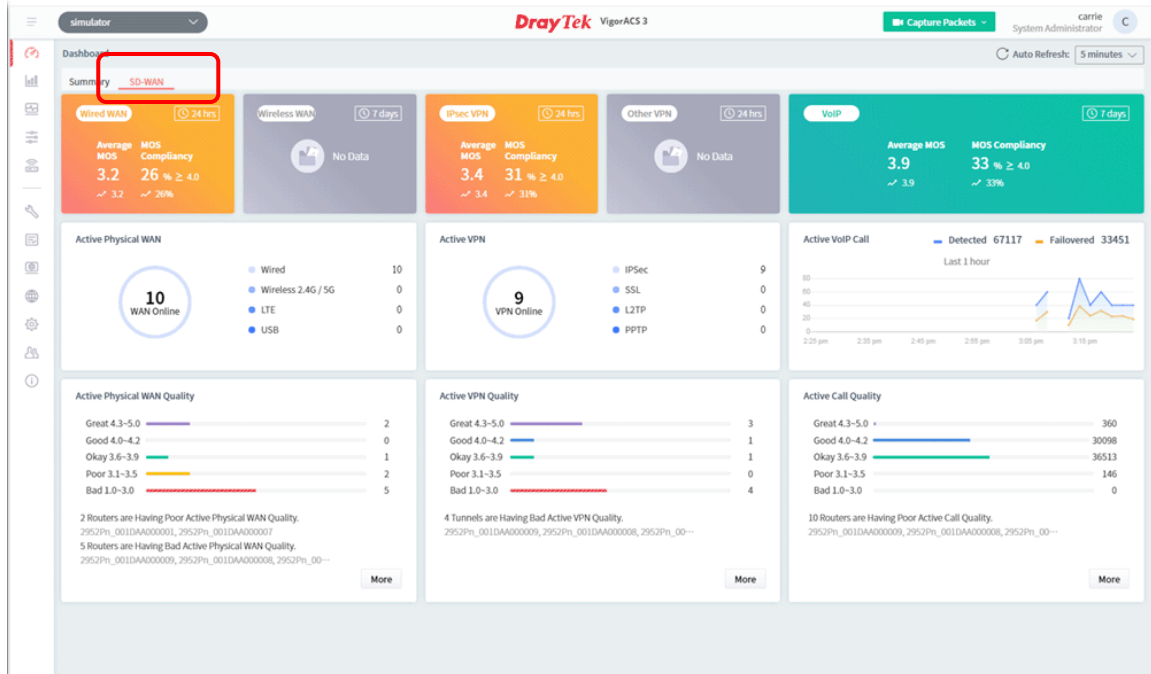 simulator
DrayTek VigorACS 3
Capture Packets
carrie
System Administrator
C
Dashboard
Auto Refresh: 5 minutes
Summary SD-WAN
Wired WAN 24 hrs
Average MOS
MOS Compliancy
3.2 26 % ≥ 4.0
3.2 26%
Wireless WAN 7 days
No Data
IPsec VPN 24 hrs
Average MOS
MOS Compliancy
3.4 31 % ≥ 4.0
3.4 31%
Other VPN 24 hrs
No Data
VoIP 7 days
Average MOS MOS Compliancy
3.9 33 % ≥ 4.0
3.9 33%
Active Physical WAN
10
WAN Online
Wired 10
Wireless 2.4G / 5G 0
LTE 0
USB 0
Active VPN
9
VPN Online
IPSec 9
SSL 0
L2TP 0
PPTP 0
Active VoIP Call Detected 67117 Failovered 33451
Last 1 hour
80
60
40
20
0
2:25 pm 2:35 pm 2:45 pm 2:55 pm 3:05 pm 3:15 pm
Active Physical WAN Quality
Great 4.3~5.0 2
Good 4.0~4.2 0
Okay 3.6~3.9 1
Poor 3.1~3.5 2
Bad 1.0~3.0 5
2 Routers are Having Poor Active Physical WAN Quality.
2952Pn_001DAA000001, 2952Pn_001DAA000007
5 Routers are Having Bad Active Physical WAN Quality.
2952Pn_001DAA000009, 2952Pn_001DAA000008, 2952Pn_00···
More
Active VPN Quality
Great 4.3~5.0 3
Good 4.0~4.2 1
Okay 3.6~3.9 1
Poor 3.1~3.5 0
Bad 1.0~3.0 4
4 Tunnels are Having Bad Active VPN Quality.
2952Pn_001DAA000009, 2952Pn_001DAA000008, 2952Pn_00···
More
Active Call Quality
Great 4.3~5.0 360
Good 4.0~4.2 30098
Okay 3.6~3.9 36513
Poor 3.1~3.5 146
Bad 1.0~3.0 0
10 Routers are Having Poor Active Call Quality.
2952Pn_001DAA000009, 2952Pn_001DAA000008, 2952Pn_00···
More